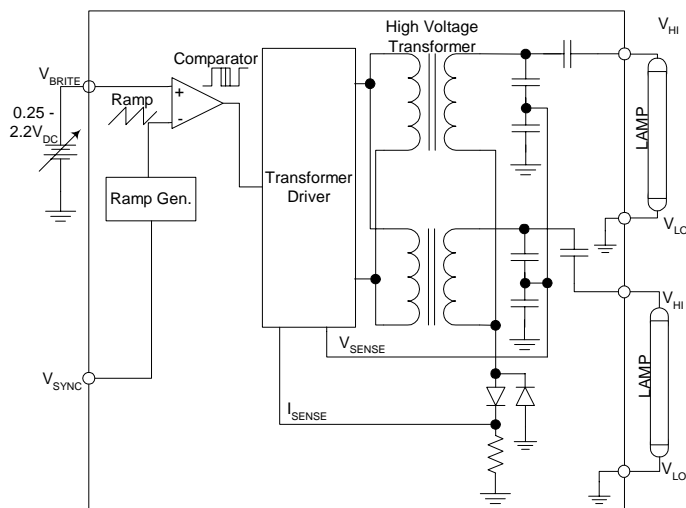 High Voltage
Transformer
V_HI
Comparator
V_BRITE
+
Ramp
-
0.25 -
2.2V_DC
LAMP
Transformer
Driver
Ramp Gen.
V_LO
V_HI
V_SENSE
LAMP
V_SYNC
I_SENSE
V_LO